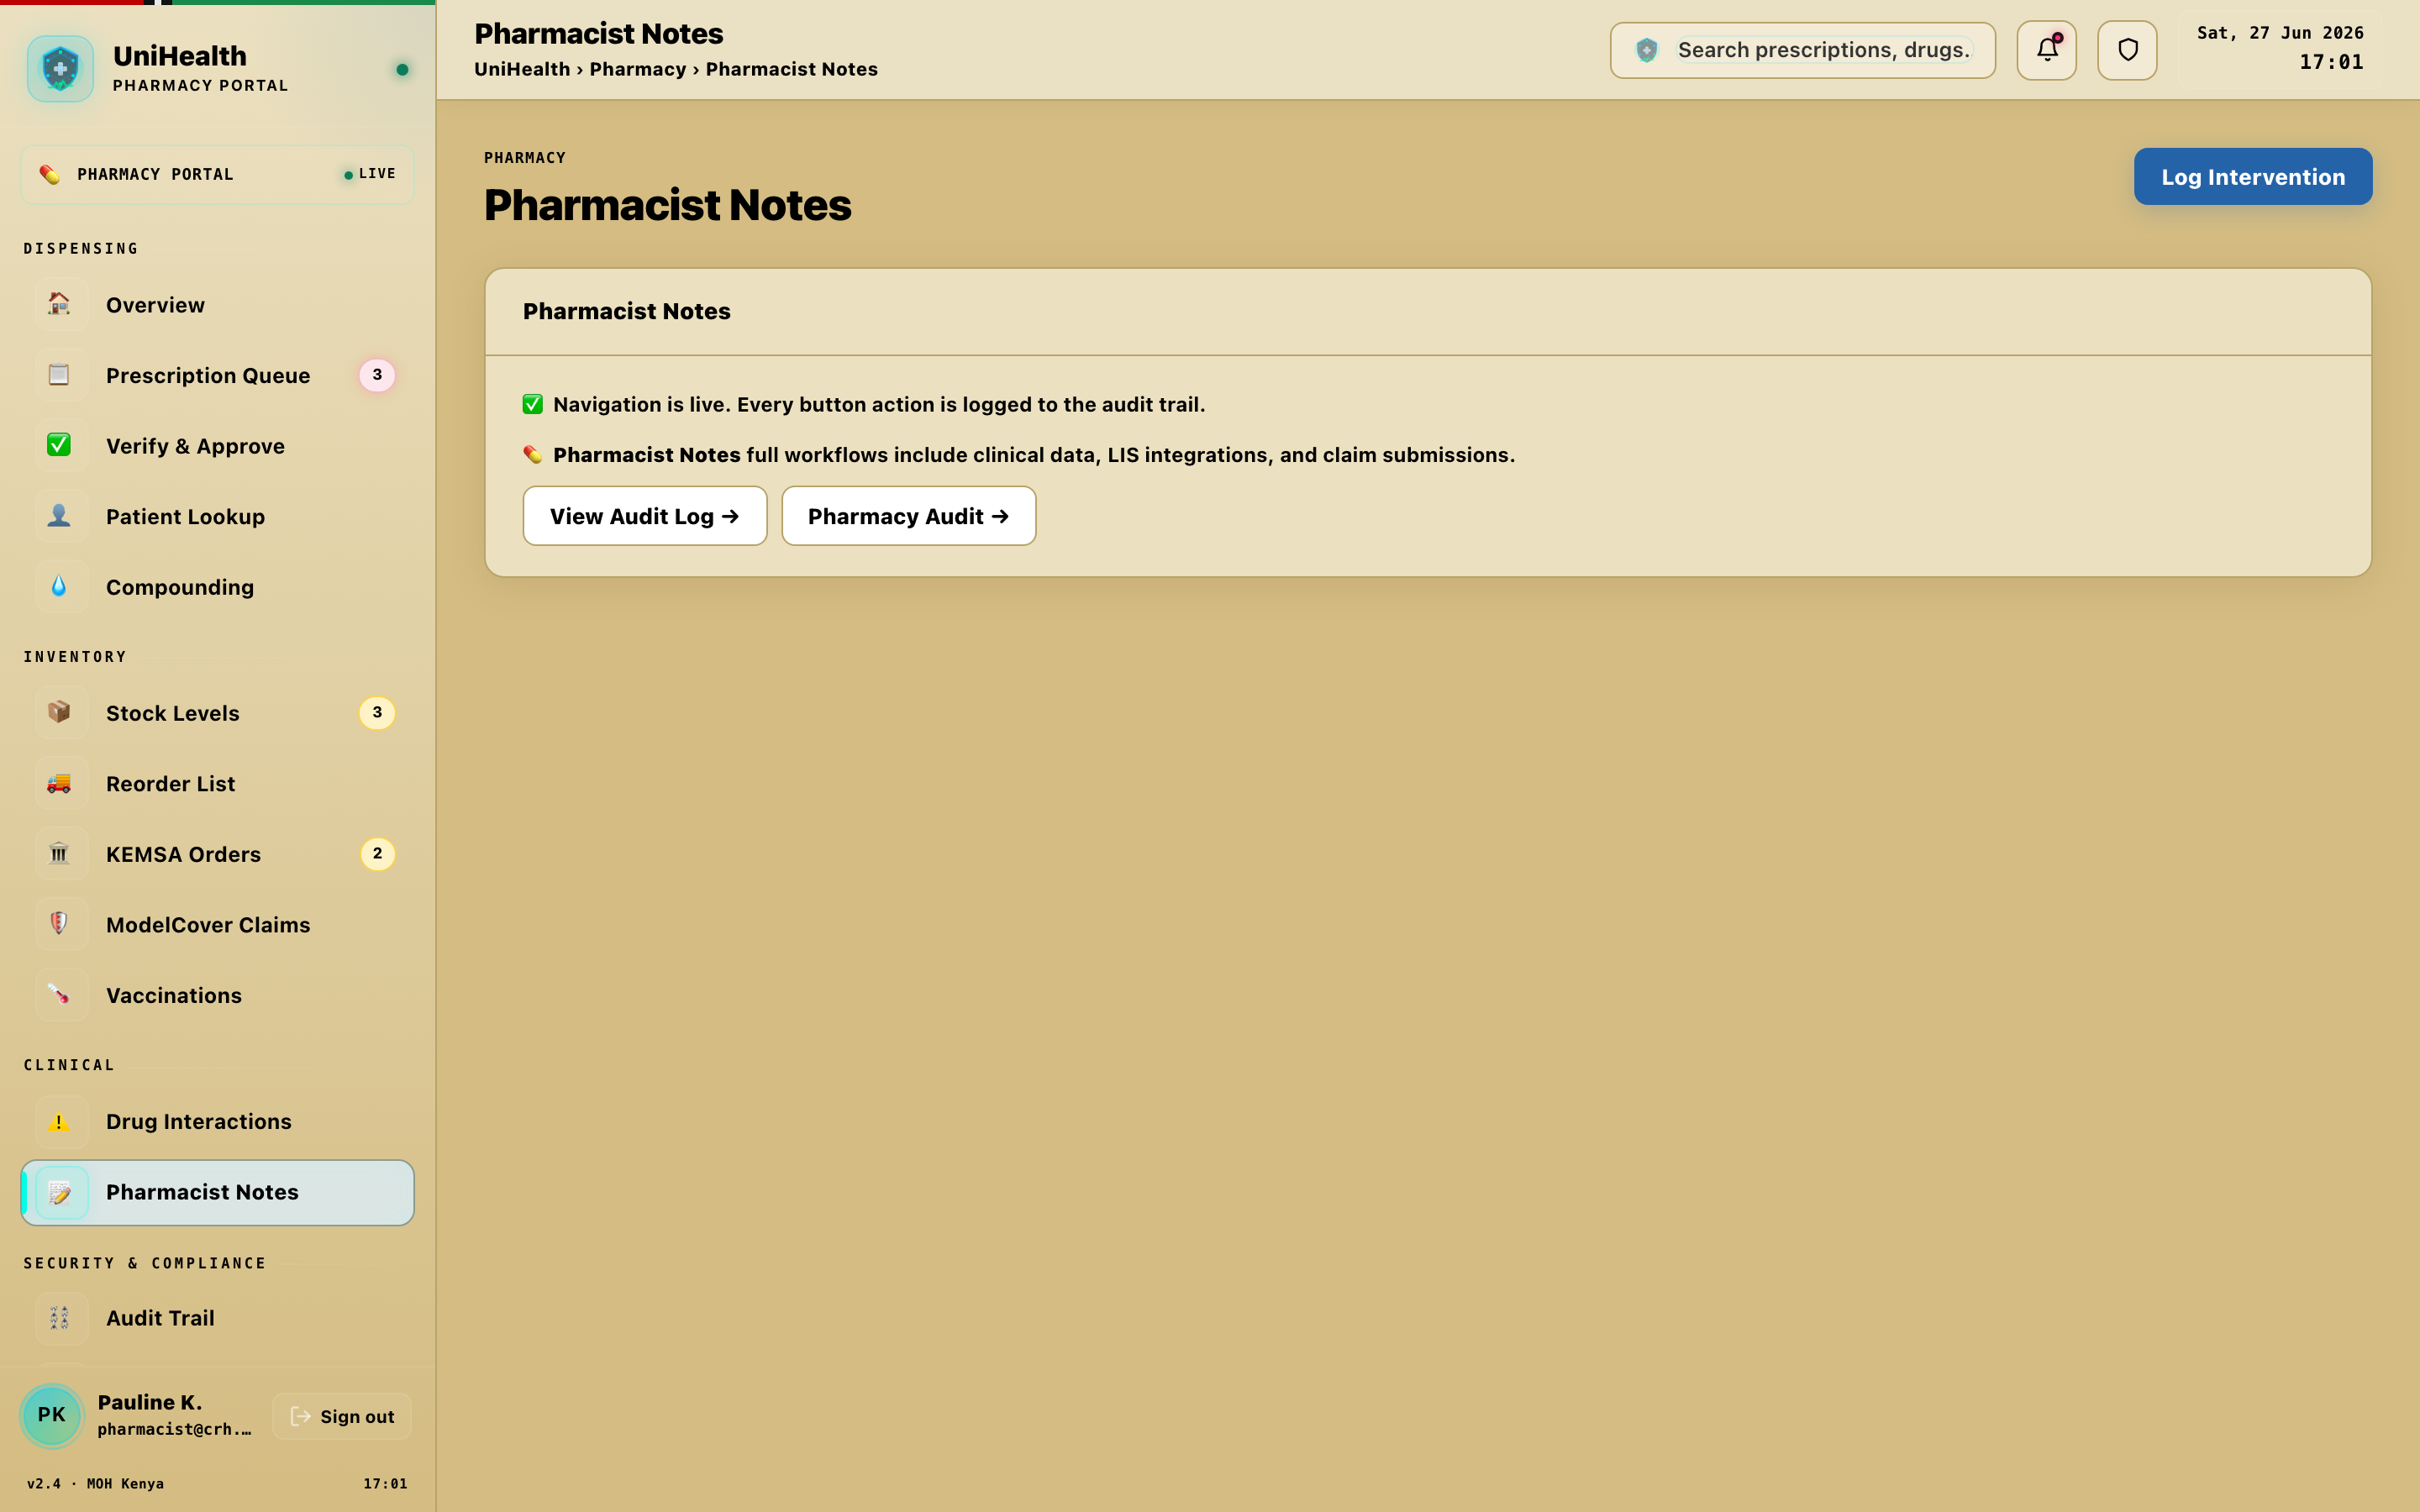 UniHealth
PHARMACY PORTAL
PHARMACY PORTAL
LIVE
DISPENSING
Overview
Prescription Queue
3
Verify & Approve
Patient Lookup
Compounding
INVENTORY
Stock Levels
3
Reorder List
KEMSA Orders
2
ModelCover Claims
Vaccinations
CLINICAL
Drug Interactions
Pharmacist Notes
SECURITY & COMPLIANCE
Audit Trail
PK
Pauline K.
pharmacist@crh.…
Sign out
v2.4 · MOH Kenya
17:01
Pharmacist Notes
UniHealth › Pharmacy › Pharmacist Notes
Search prescriptions, drugs.
Sat, 27 Jun 2026
17:01
PHARMACY
Pharmacist Notes
Log Intervention
Pharmacist Notes
✅ Navigation is live. Every button action is logged to the audit trail.
💊 Pharmacist Notes full workflows include clinical data, LIS integrations, and claim submissions.
View Audit Log →
Pharmacy Audit →